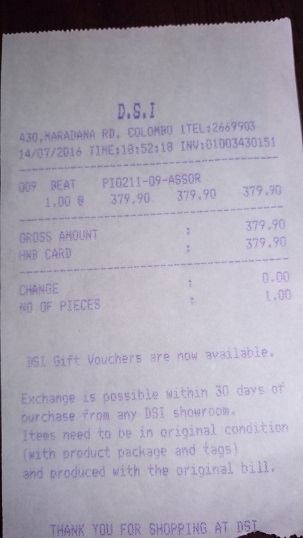 D.S.I
430,MARADANA RD, COLOMBO 1TEL:2669903
14/07/2016 TIME:18:52:18 INV:01003430151
009 BEAT PI0211-09-ASSOR
1.00 @ 379.90 379.90 379.90
GROSS AMOUNT : 379.90
HNB CARD : 379.90
CHANGE : 0.00
NO OF PIECES : 1.00
DSI Gift Vouchers are now available.
Exchange is possible within 30 days of
purchase from any DSI showroom.
Items need to be in original condition
(with product package and tags)
and produced with the original bill.
THANK YOU FOR SHOPPING AT DSI